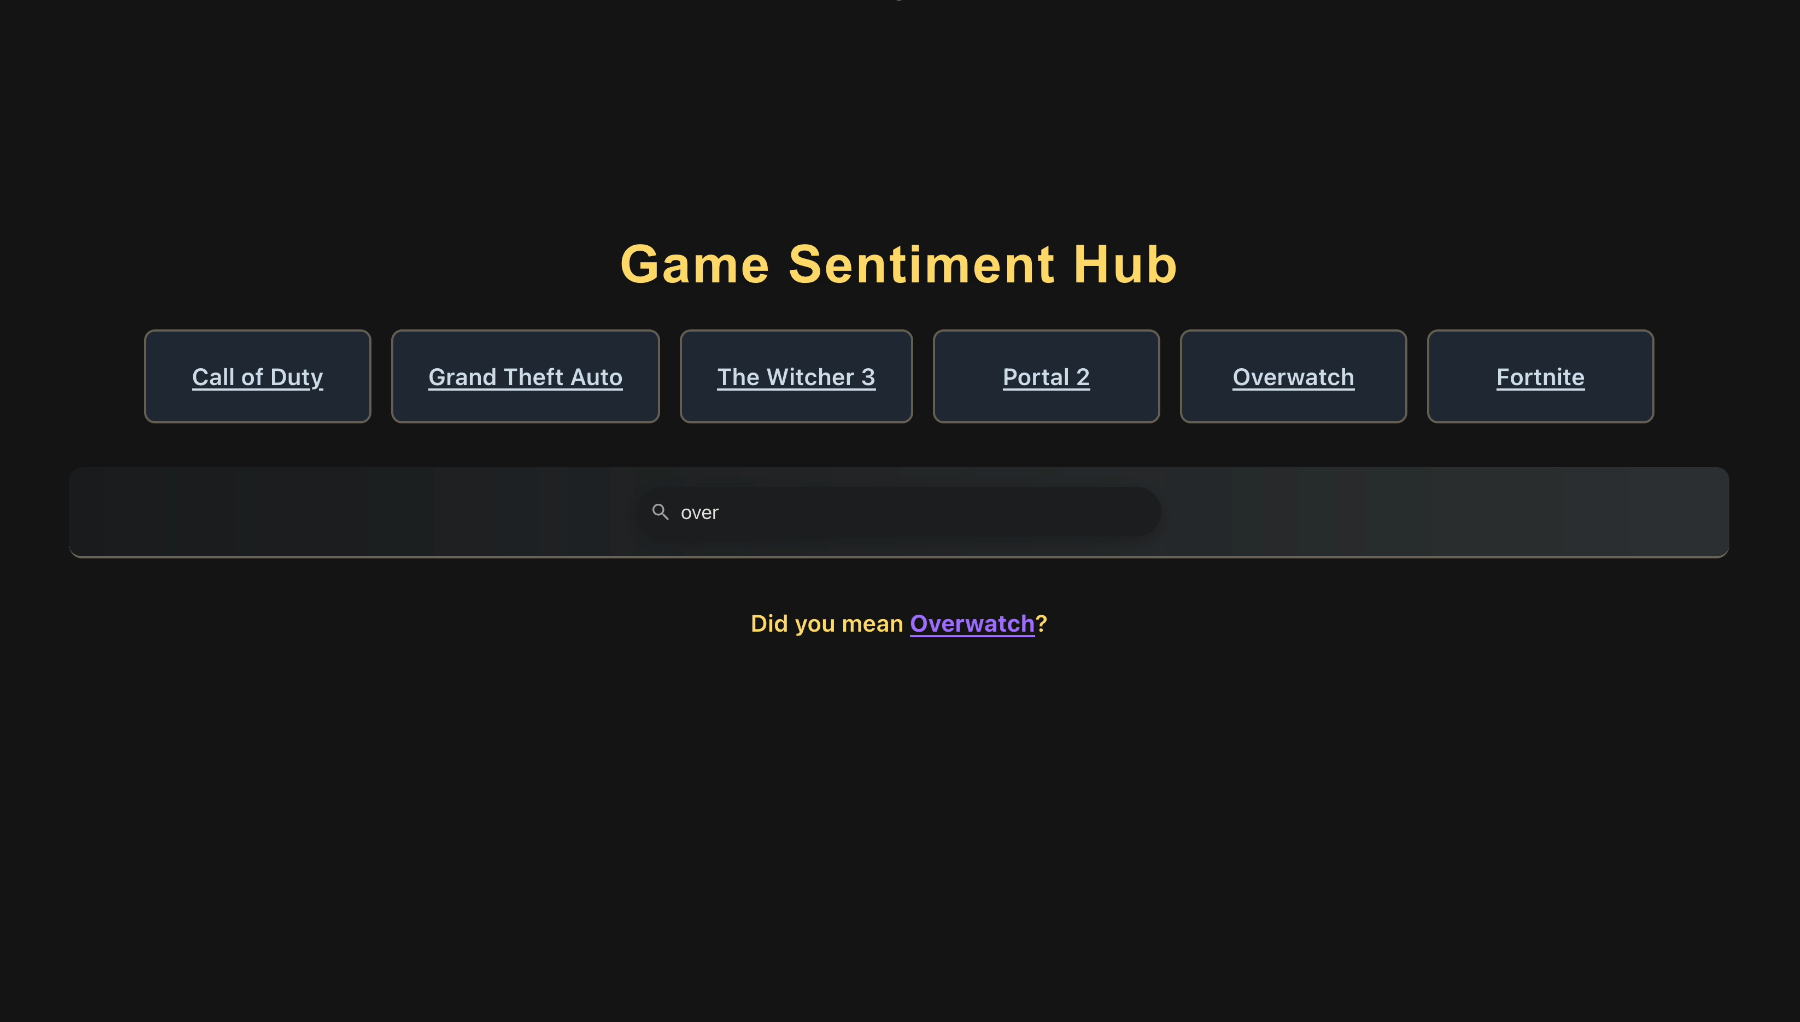 Game Sentiment Hub
Call of Duty
Grand Theft Auto
The Witcher 3
Portal 2
Overwatch
Fortnite
over
Did you mean Overwatch?